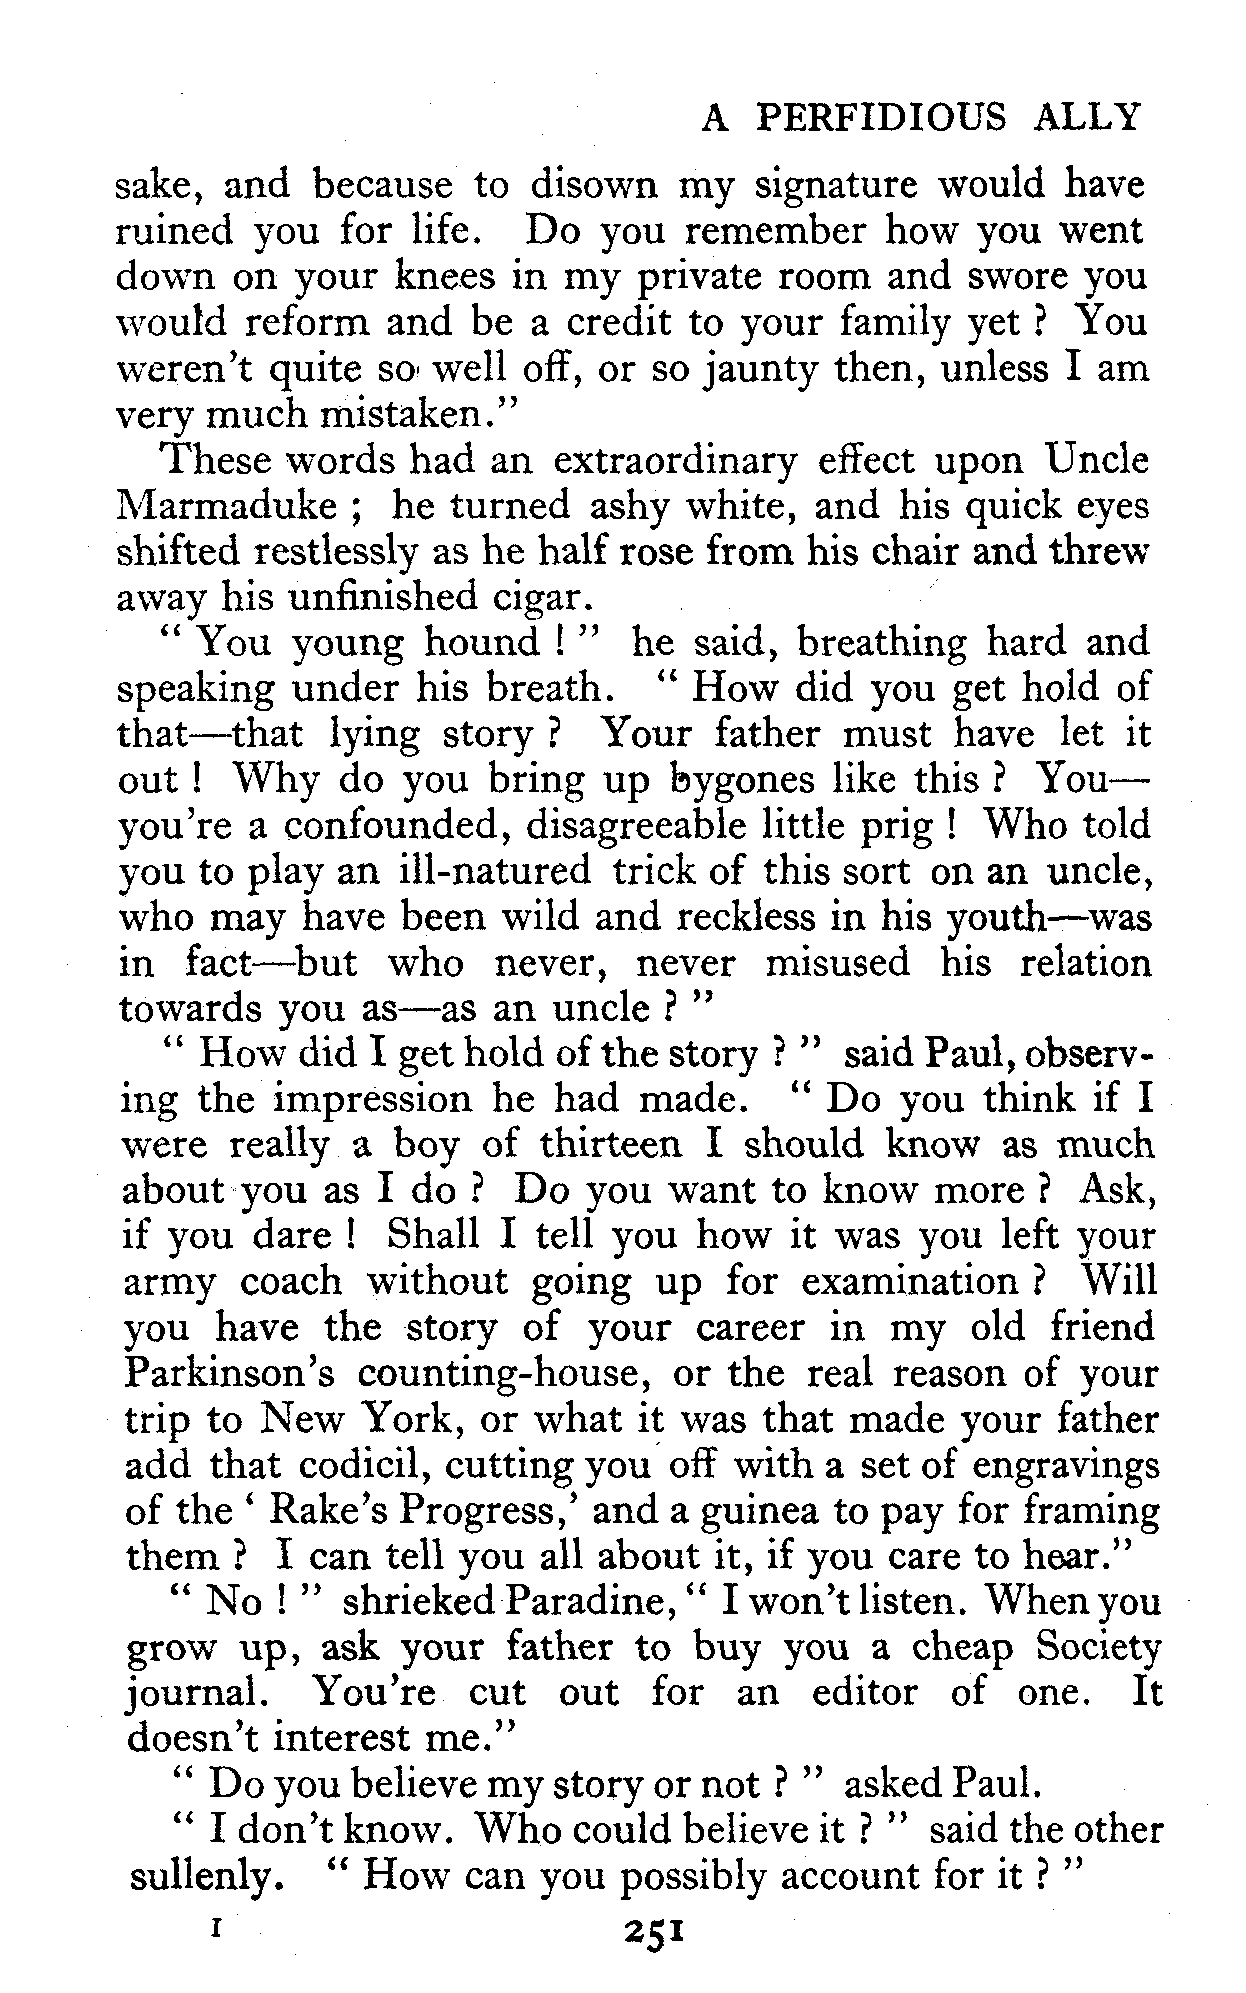 A PERFIDIOUS ALLY
sake, and because to disown my signature would have
ruined you for life. Do you remember how you went
down on your knees in my private room and swore you
would reform and be a credit to your family yet ? You
weren't quite so well off, or so jaunty then, unless I am
very much mistaken."
These words had an extraordinary effect upon Uncle
Marmaduke ; he turned ashy white, and his quick eyes
shifted restlessly as he half rose from his chair and threw
away his unfinished cigar.
" You young hound ! " he said, breathing hard and
speaking under his breath. " How did you get hold of
that—that lying story ? Your father must have let it
out ! Why do you bring up bygones like this ? You—
you're a confounded, disagreeable little prig ! Who told
you to play an ill-natured trick of this sort on an uncle,
who may have been wild and reckless in his youth—was
in fact—but who never, never misused his relation
towards you as—as an uncle ? "
" How did I get hold of the story ? " said Paul, observ-
ing the impression he had made. " Do you think if I
were really a boy of thirteen I should know as much
about you as I do ? Do you want to know more ? Ask,
if you dare ! Shall I tell you how it was you left your
army coach without going up for examination ? Will
you have the story of your career in my old friend
Parkinson's counting-house, or the real reason of your
trip to New York, or what it was that made your father
add that codicil, cutting you off with a set of engravings
of the ' Rake's Progress,' and a guinea to pay for framing
them ? I can tell you all about it, if you care to hear."
" No ! " shrieked Paradine, " I won't listen. When you
grow up, ask your father to buy you a cheap Society
journal. You're cut out for an editor of one. It
doesn't interest me."
" Do you believe my story or not ? " asked Paul.
" I don't know. Who could believe it ? " said the other
sullenly. " How can you possibly account for it ? "
I 251